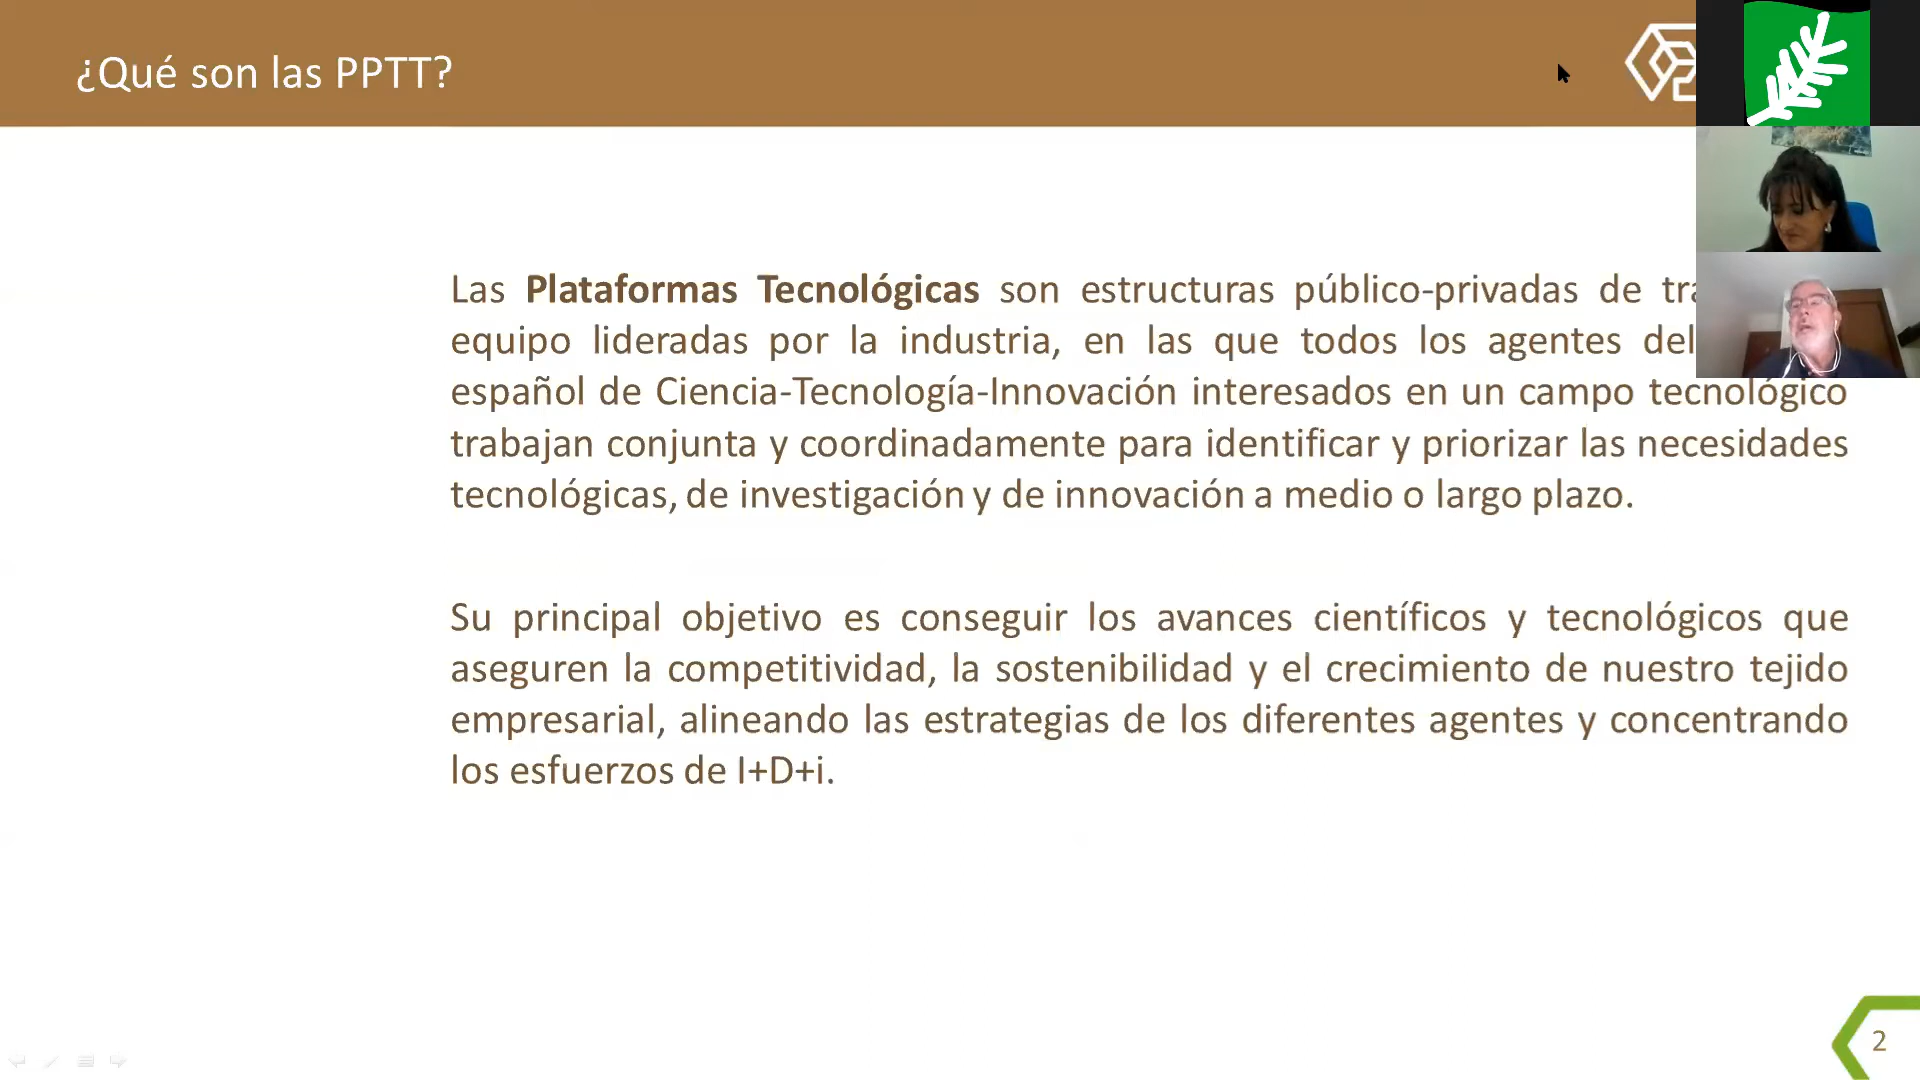 ¿Qué son las PPTT?
Las Plataformas Tecnológicas son estructuras público-privadas de
equipo lideradas por la industria, en las que todos los agentes del
español de Ciencia-Tecnología-Innovación interesados en un campo tecnológico
trabajan conjunta y coordinadamente para identificar y priorizar las necesidades
tecnológicas, de investigación y de innovación a medio o largo plazo.
Su principal objetivo es conseguir los avances científicos y tecnológicos que
aseguren la competitividad, la sostenibilidad y el crecimiento de nuestro tejido
empresarial, alineando las estrategias de los diferentes agentes y concentrando
los esfuerzos de I+D+i.
2